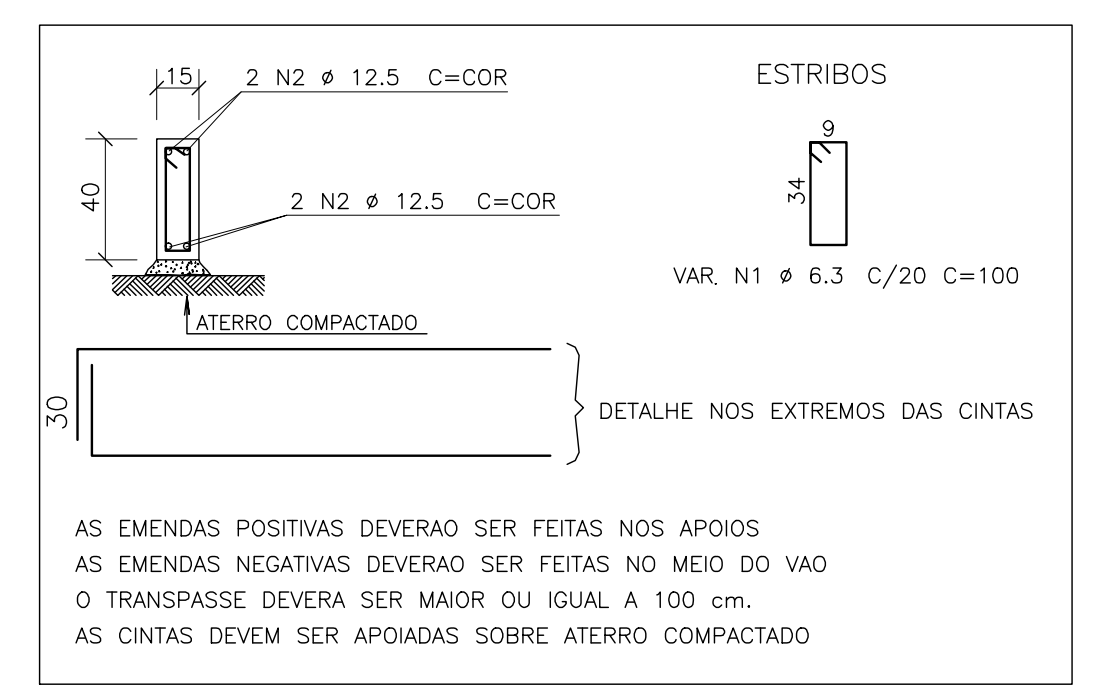 15
2 N2 ø 12.5 C=COR
40
2 N2 ø 12.5 C=COR
ATERRO COMPACTADO
ESTRIBOS
9
34
VAR. N1 ø 6.3 C/20 C=100
30
DETALHE NOS EXTREMOS DAS CINTAS
AS EMENDAS POSITIVAS DEVERAO SER FEITAS NOS APOIOS
AS EMENDAS NEGATIVAS DEVERAO SER FEITAS NO MEIO DO VAO
O TRANSPASSE DEVERA SER MAIOR OU IGUAL A 100 cm.
AS CINTAS DEVEM SER APOIADAS SOBRE ATERRO COMPACTADO